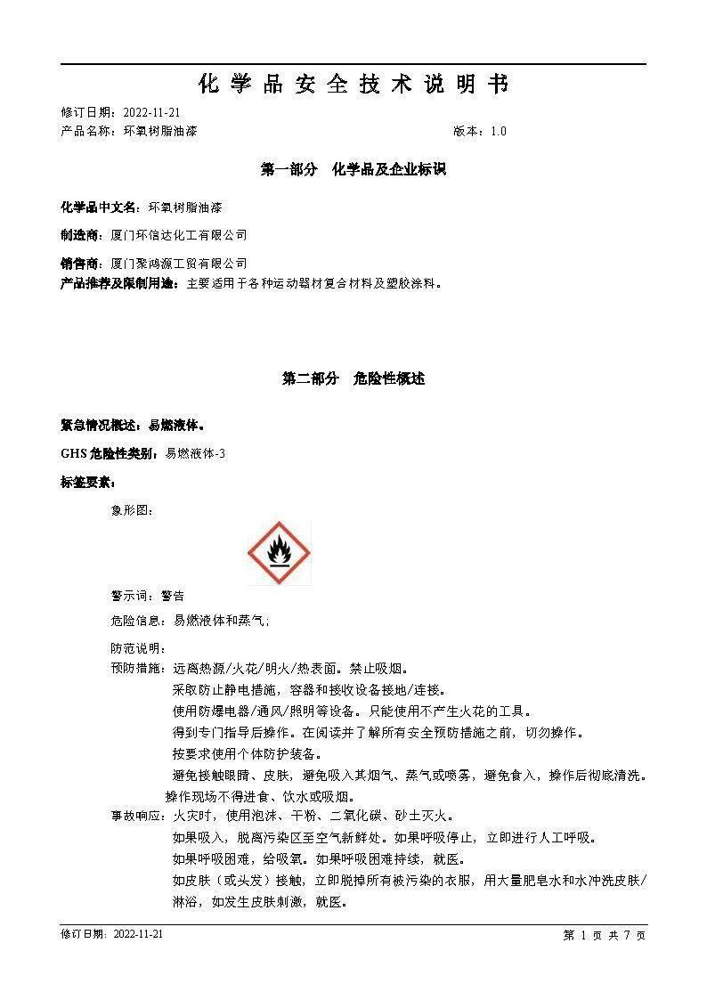 化学品安全技术说明书
修订日期：2022-11-21
产品名称：环氧树脂油漆 版本：1.0
第一部分 化学品及企业标识
化学品中文名：环氧树脂油漆
制造商：厦门环信达化工有限公司
销售商：厦门聚鸿源工贸有限公司
产品推荐及限制用途：主要适用于各种运动器材复合材料及塑胶涂料。
第二部分 危险性概述
紧急情况概述：易燃液体。
GHS 危险性类别：易燃液体-3
标签要素：
象形图：
警示词：警告
危险信息：易燃液体和蒸气；
防范说明：
预防措施：远离热源/火花/明火/热表面。禁止吸烟。
采取防止静电措施，容器和接收设备接地/连接。
使用防爆电器/通风/照明等设备。只能使用不产生火花的工具。
得到专门指导后操作。在阅读并了解所有安全预防措施之前，切勿操作。
按要求使用个体防护装备。
避免接触眼睛、皮肤，避免吸入其烟气、蒸气或喷雾，避免食入，操作后彻底清洗。
操作现场不得进食、饮水或吸烟。
事故响应：火灾时，使用泡沫、干粉、二氧化碳、砂土灭火。
如果吸入，脱离污染区至空气新鲜处。如果呼吸停止，立即进行人工呼吸。
如果呼吸困难，给吸氧。如果呼吸困难持续，就医。
如皮肤（或头发）接触，立即脱掉所有被污染的衣服，用大量肥皂水和水冲洗皮肤/
淋浴，如发生皮肤刺激，就医。
修订日期：2022-11-21 第 1 页 共 7 页